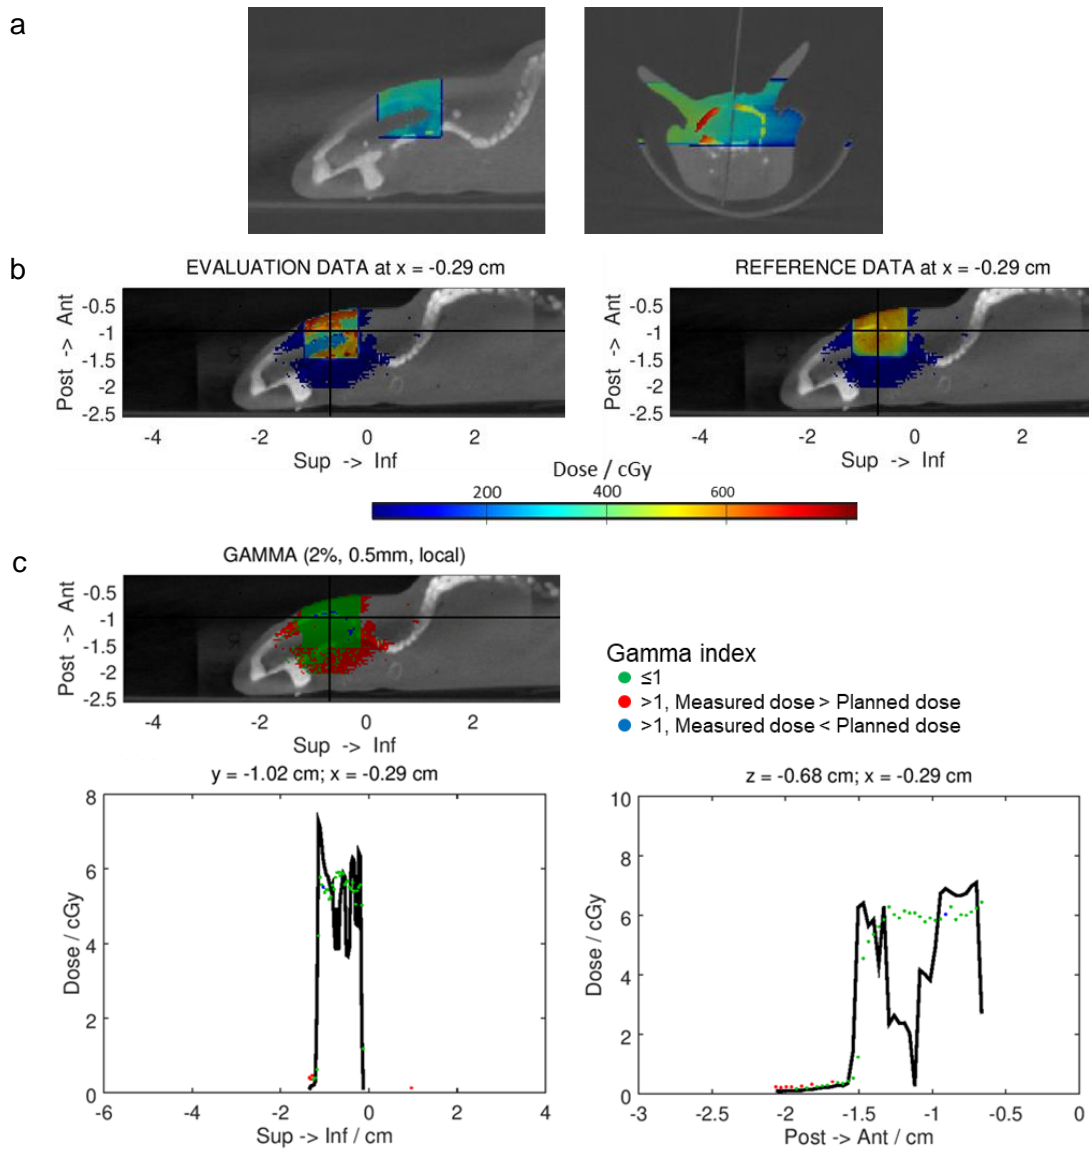 a
b
EVALUATION DATA at x = -0.29 cm
REFERENCE DATA at x = -0.29 cm
Post -> Ant
-0.5
-1
-1.5
-2
-2.5
-4 -2 0 2
Sup -> Inf
Post -> Ant
-0.5
-1
-1.5
-2
-2.5
-4 -2 0 2
Sup -> Inf
Dose / cGy
200 400 600
c
GAMMA (2%, 0.5mm, local)
Post -> Ant
-0.5
-1
-1.5
-2
-2.5
-4 -2 0 2
Sup -> Inf
Gamma index
≤1
>1, Measured dose > Planned dose
>1, Measured dose < Planned dose
y = -1.02 cm; x = -0.29 cm
Dose / cGy
8
6
4
2
0
-6 -4 -2 0 2 4
Sup -> Inf / cm
z = -0.68 cm; x = -0.29 cm
Dose / cGy
10
8
6
4
2
0
-3 -2.5 -2 -1.5 -1 -0.5 0
Post -> Ant / cm